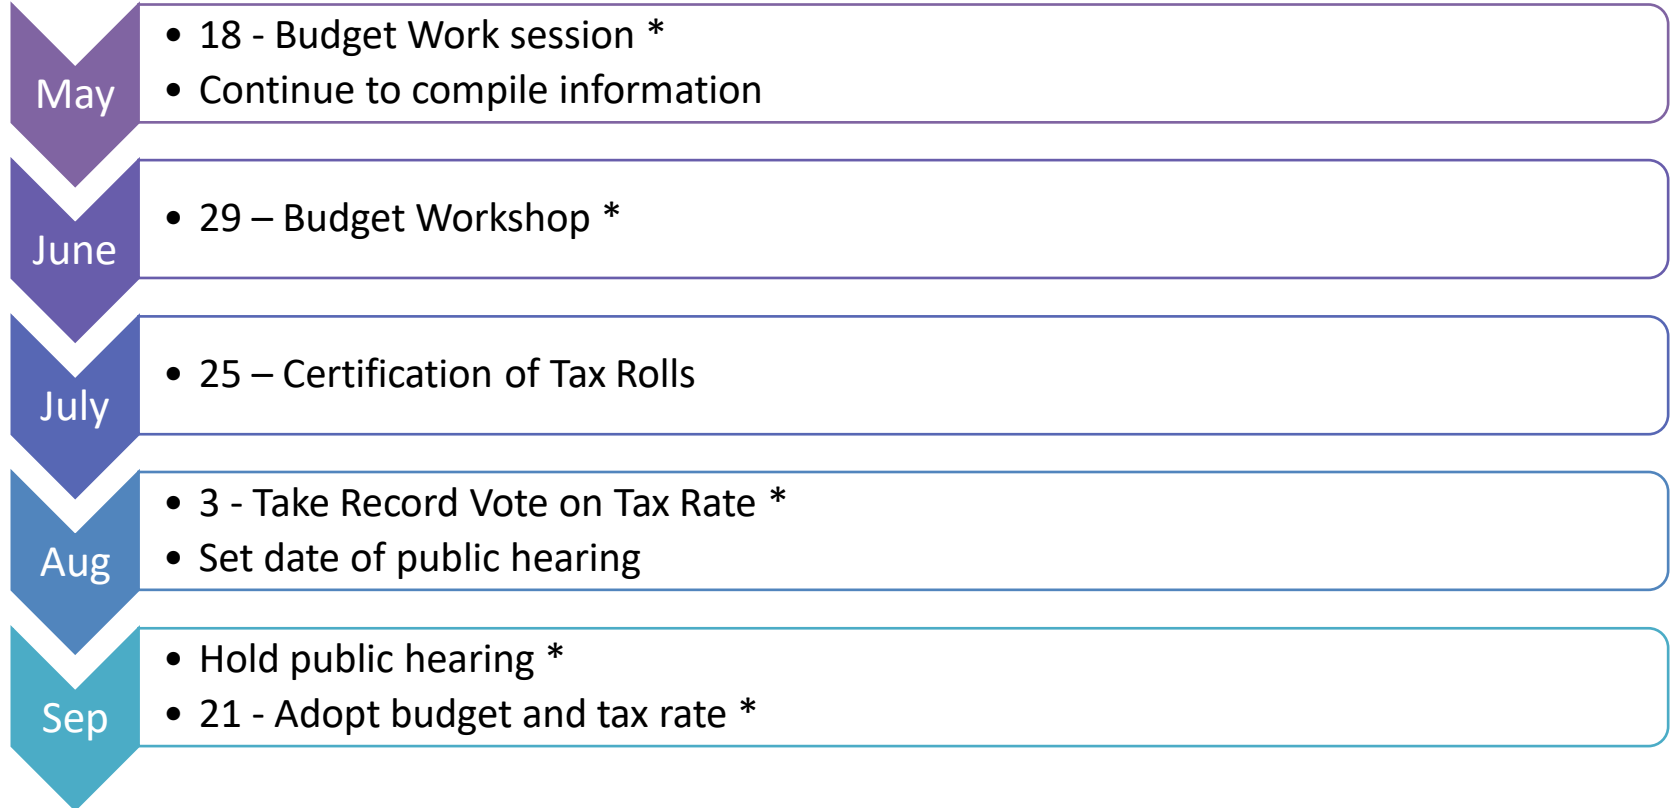 May
• 18 - Budget Work session *
• Continue to compile information
June
• 29 – Budget Workshop *
July
• 25 – Certification of Tax Rolls
Aug
• 3 - Take Record Vote on Tax Rate *
• Set date of public hearing
Sep
• Hold public hearing *
• 21 - Adopt budget and tax rate *